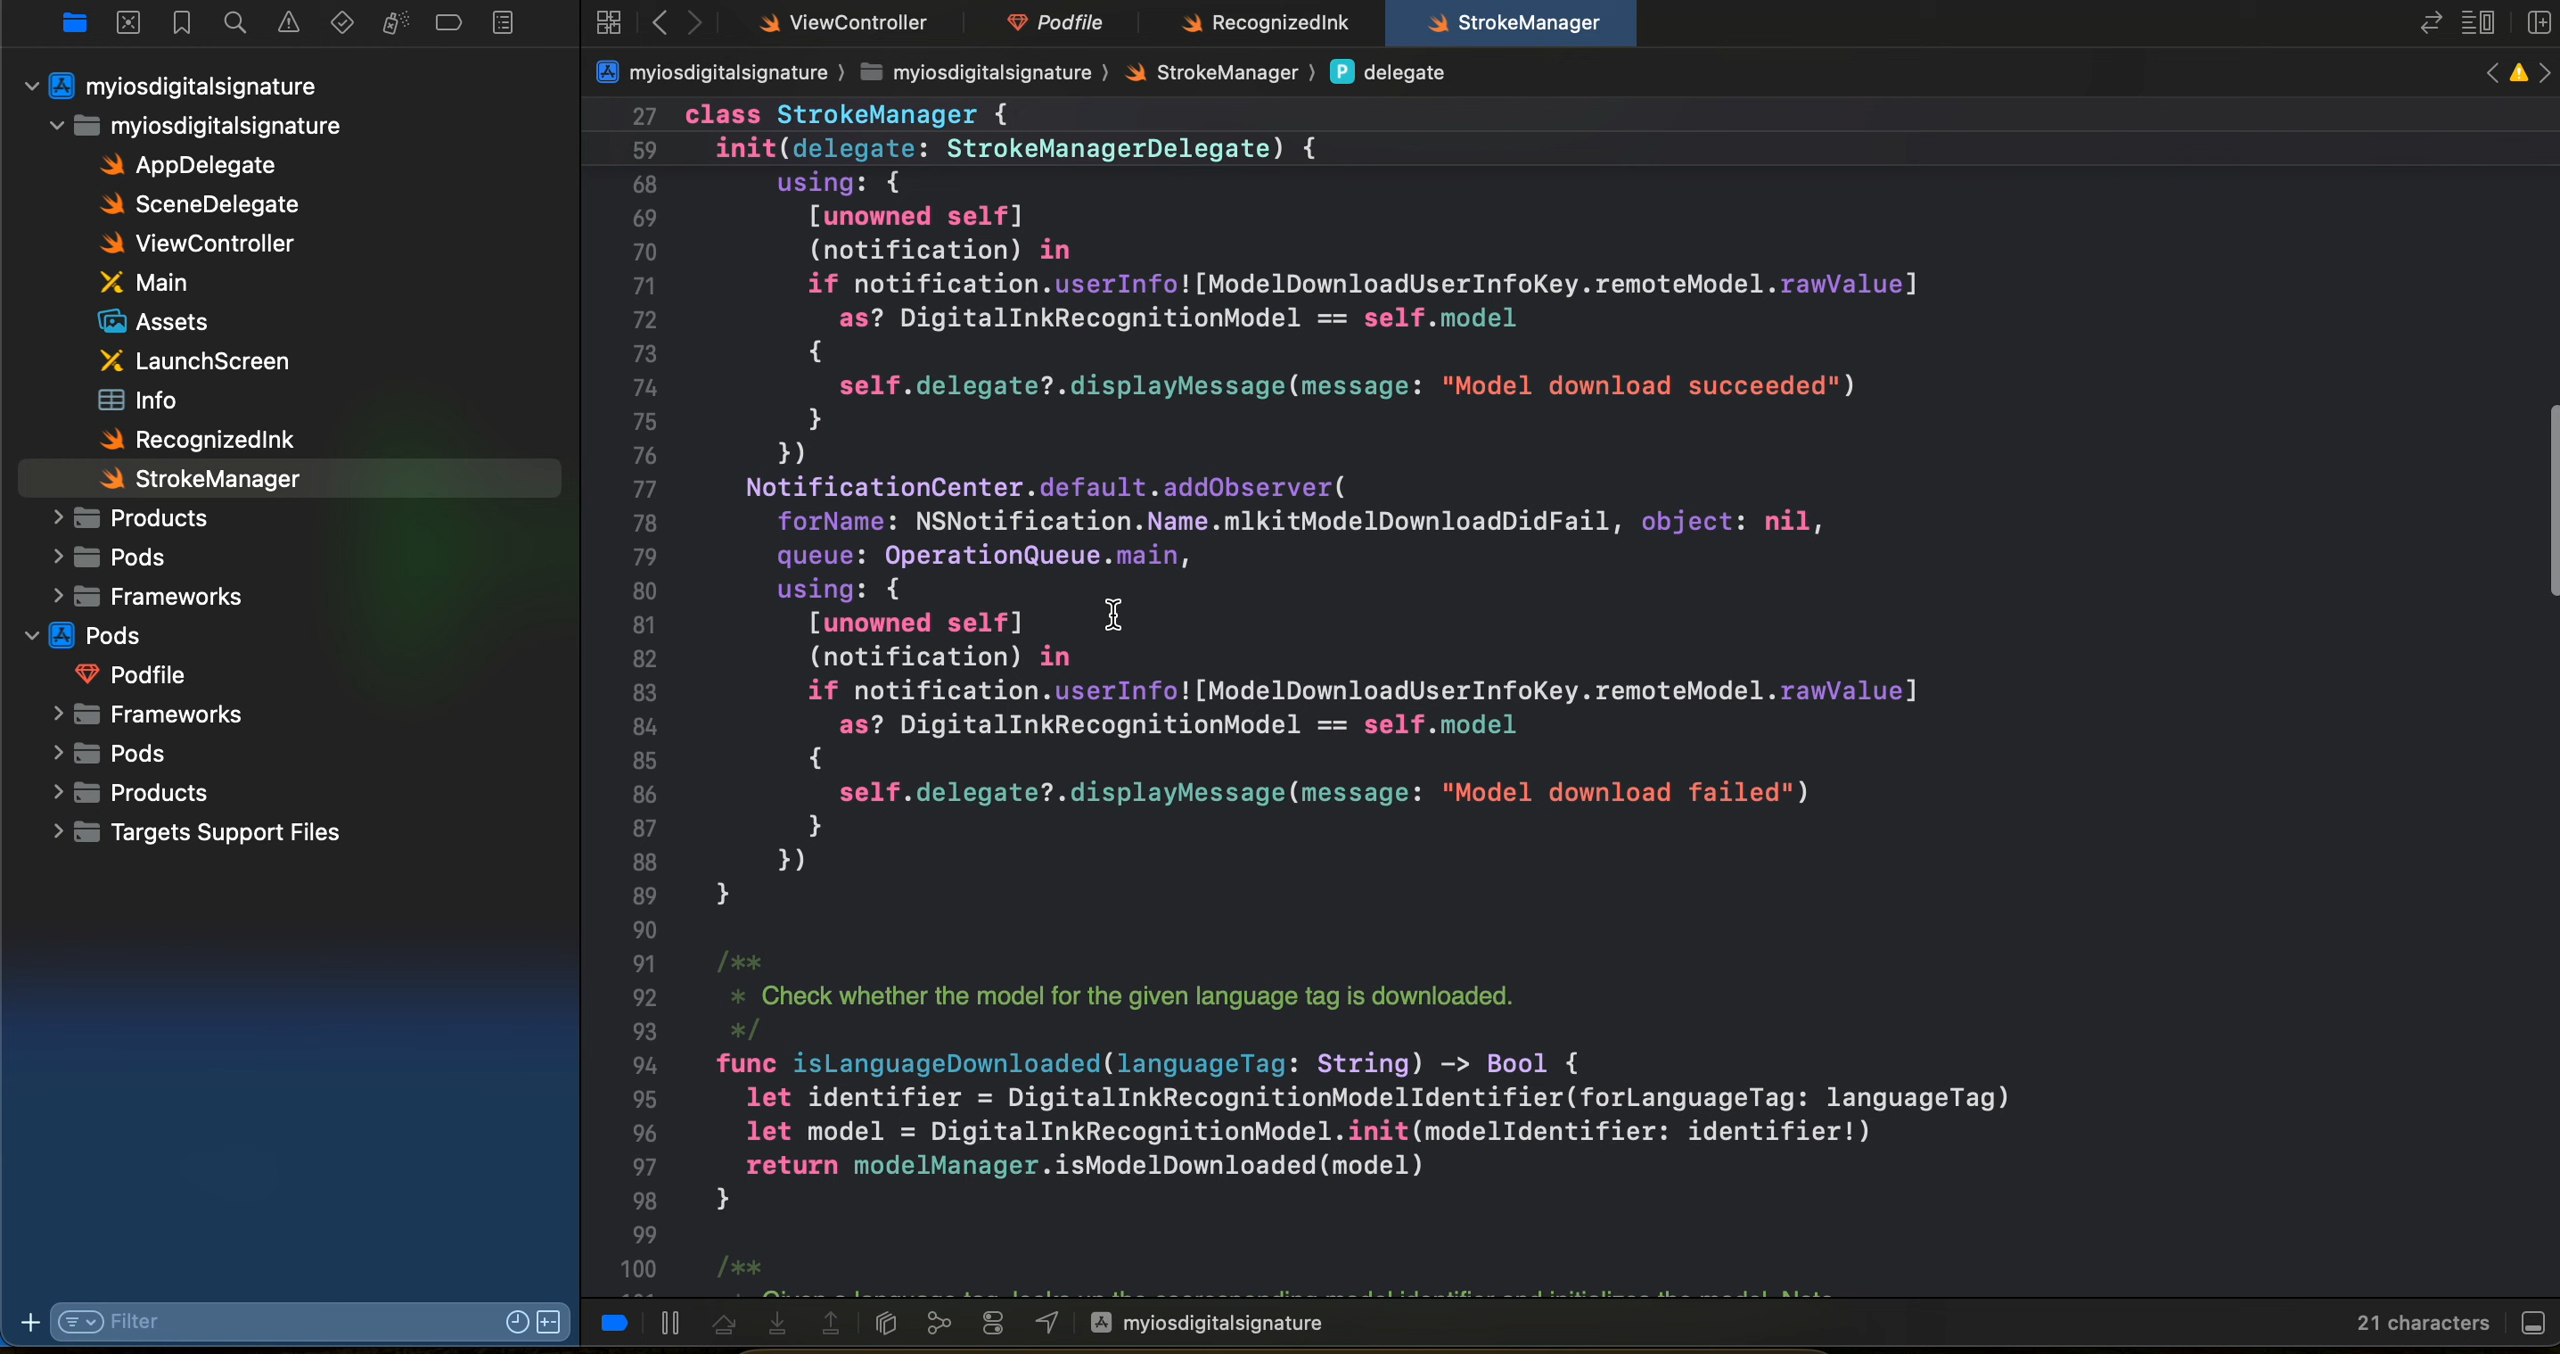 ViewController
Podfile
RecognizedInk
StrokeManager
myiosdigitalsignature
myiosdigitalsignature
AppDelegate
SceneDelegate
ViewController
Main
Assets
LaunchScreen
Info
RecognizedInk
StrokeManager
Products
Pods
Frameworks
Pods
Podfile
Frameworks
Pods
Products
Targets Support Files
Filter
myiosdigitalsignature 〉 myiosdigitalsignature 〉 StrokeManager 〉 P delegate
27 class StrokeManager {
59 init(delegate: StrokeManagerDelegate) {
68 using: {
69 [unowned self]
70 (notification) in
71 if notification.userInfo![ModelDownloadUserInfoKey.remoteModel.rawValue]
72 as? DigitalInkRecognitionModel == self.model
73 {
74 self.delegate?.displayMessage(message: "Model download succeeded")
75 }
76 })
77 NotificationCenter.default.addObserver(
78 forName: NSNotification.Name.mlkitModelDownloadDidFail, object: nil,
79 queue: OperationQueue.main,
80 using: {
81 [unowned self]
82 (notification) in
83 if notification.userInfo![ModelDownloadUserInfoKey.remoteModel.rawValue]
84 as? DigitalInkRecognitionModel == self.model
85 {
86 self.delegate?.displayMessage(message: "Model download failed")
87 }
88 })
89 }
90
91 /**
92 * Check whether the model for the given language tag is downloaded.
93 */
94 func isLanguageDownloaded(languageTag: String) -> Bool {
95 let identifier = DigitalInkRecognitionModelIdentifier(forLanguageTag: languageTag)
96 let model = DigitalInkRecognitionModel.init(modelIdentifier: identifier!)
97 return modelManager.isModelDownloaded(model)
98 }
99
100 /**
myiosdigitalsignature
21 characters